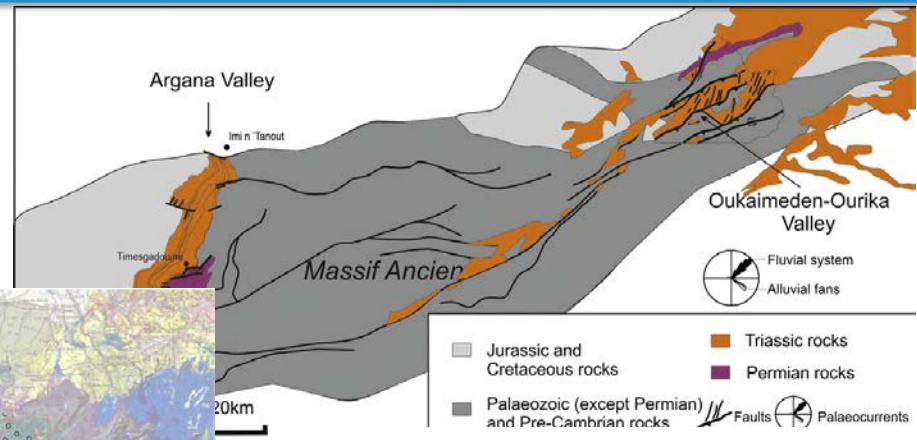 Argana Valley
Imi n 'Tanout
Timesgadouine
Massif Ancien
Oukaimeden-Ourika
Valley
Fluvial system
Alluvial fans
20km
Jurassic and
Cretaceous rocks
Triassic rocks
Permian rocks
Palaeozoic (except Permian)
and Pre-Cambrian rocks
Faults
Palaeocurrents